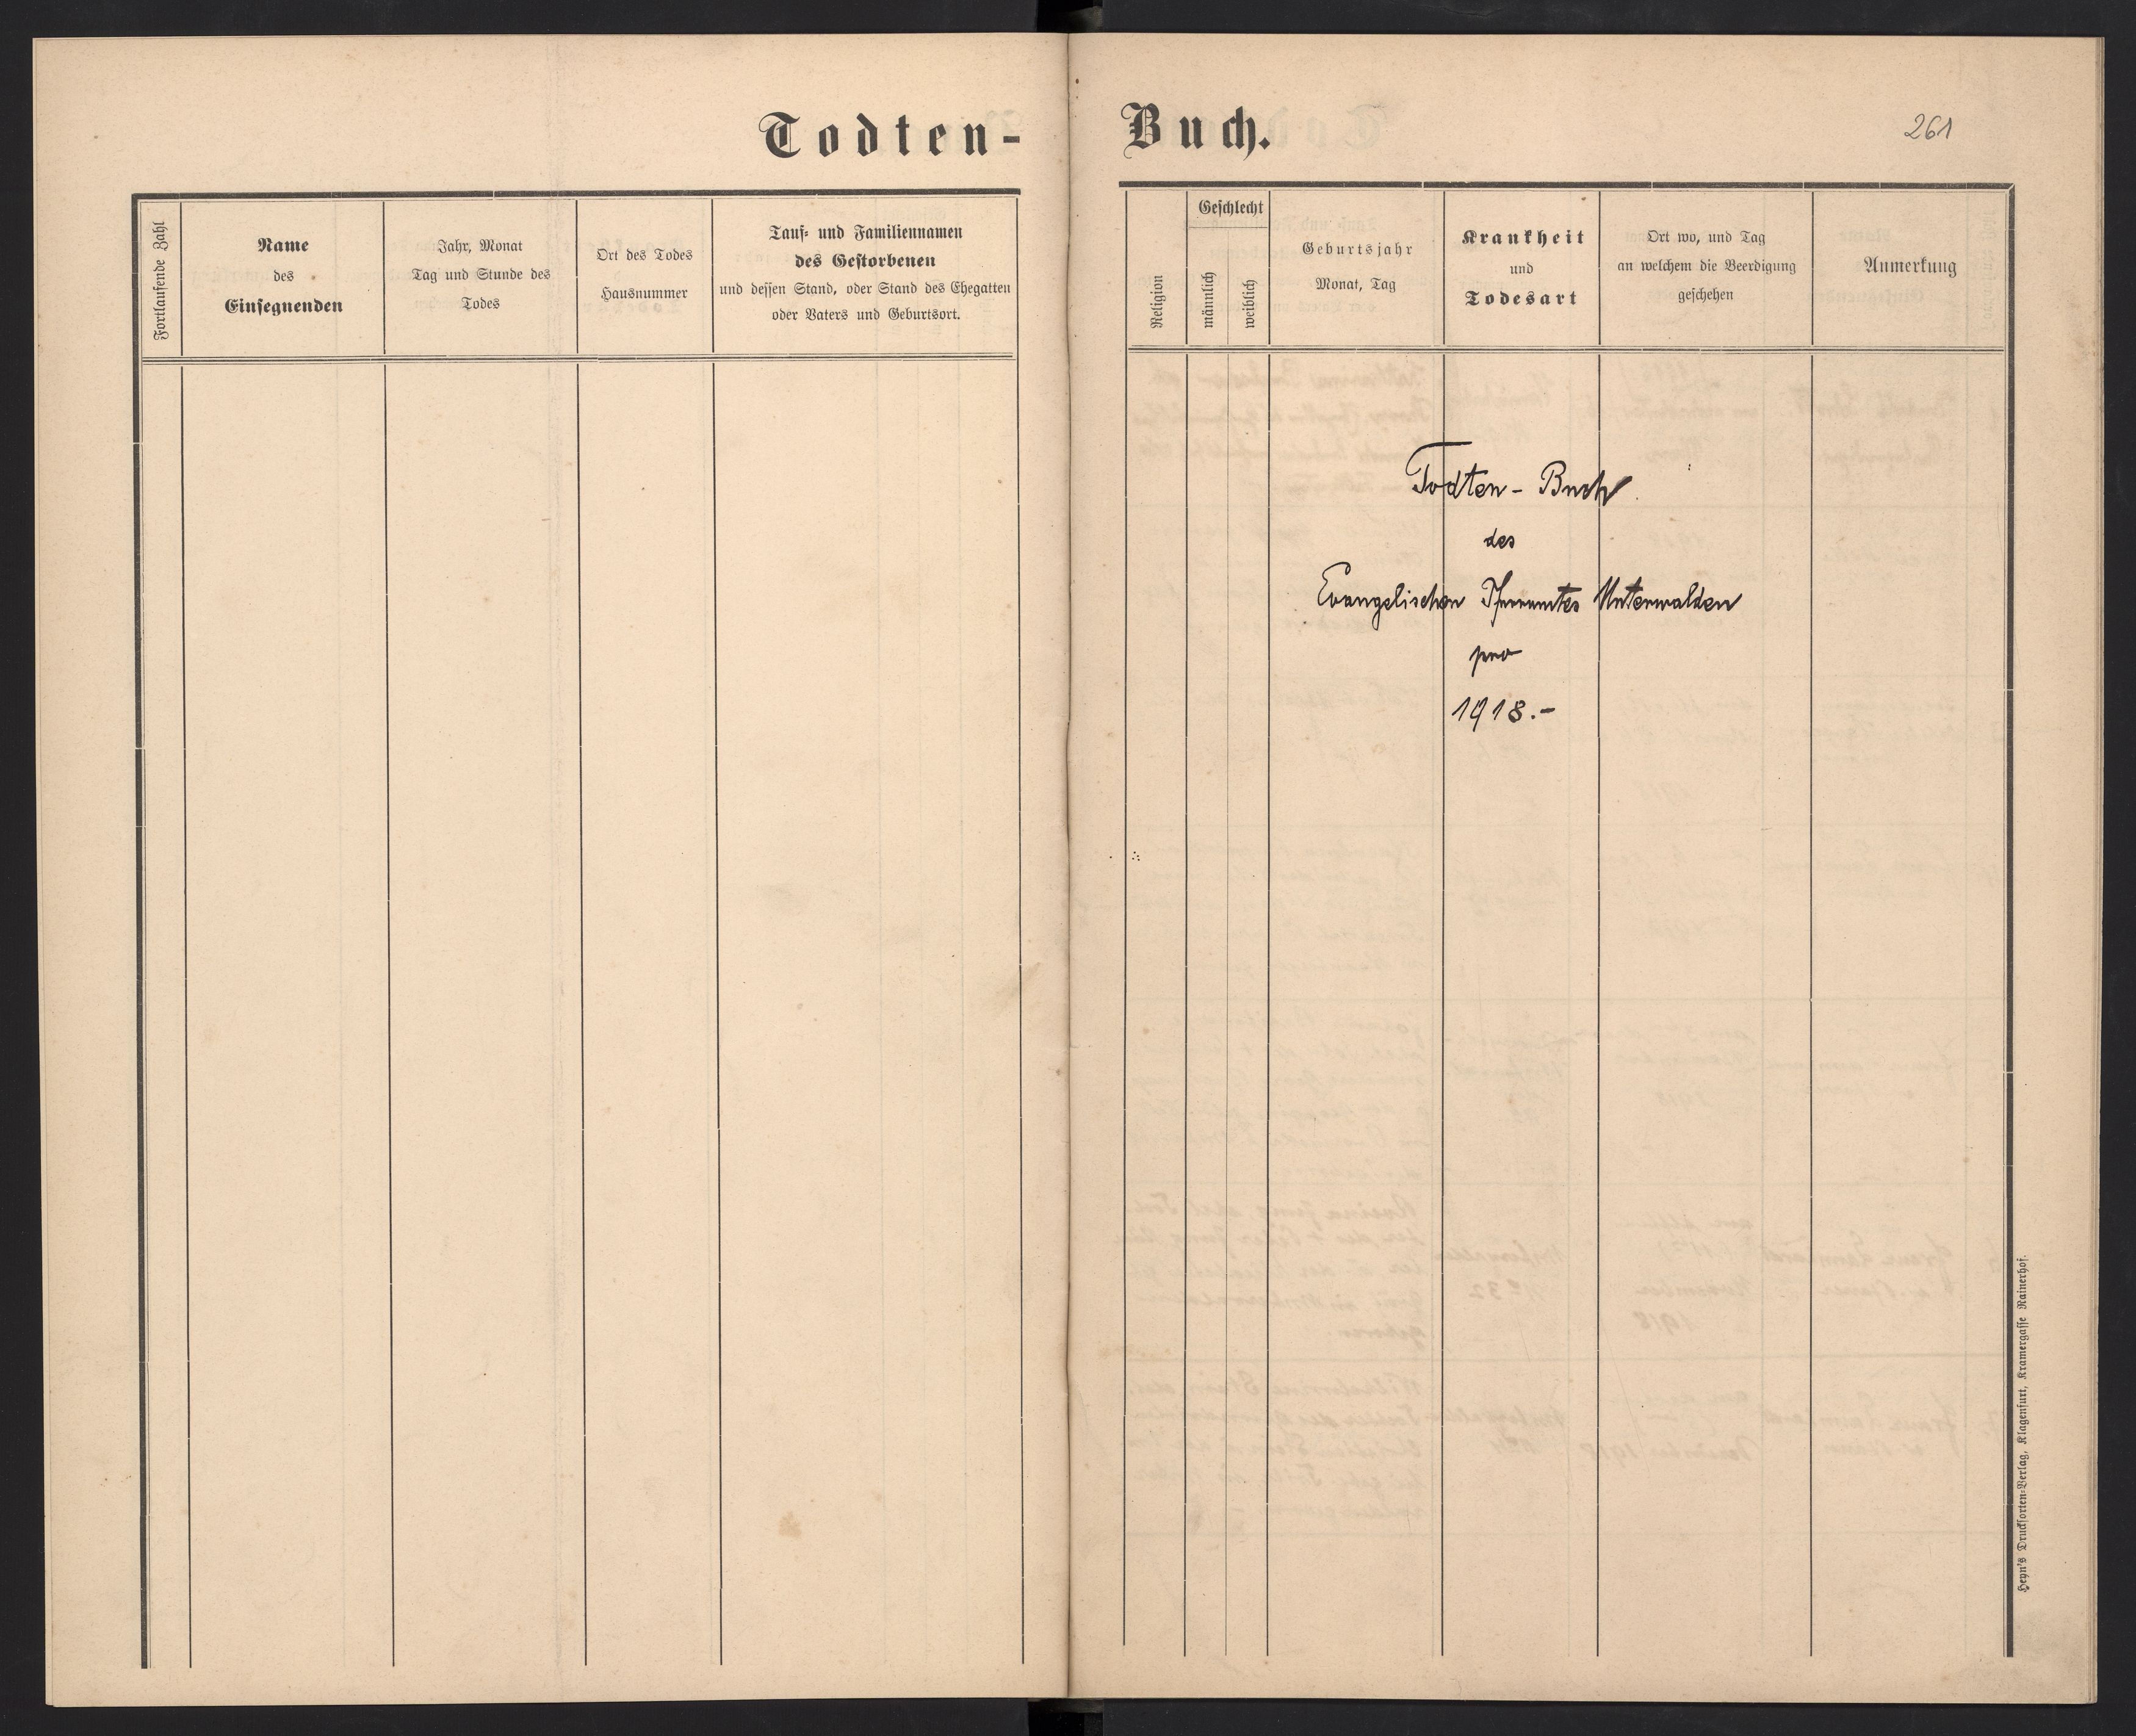 Todten-
Buch.
261
Fortlaufende Zahl
Name
des
Einsegnenden
Jahr, Monat
Tag und Stunde des
Todes
Ort des Todes
Hausnummer
Tauf- und Familiennamen
des Gestorbenen
und dessen Stand, oder Stand des Ehegatten
oder Vaters und Geburtsort.
Religion
Geschlecht
männlich
weiblich
Geburtsjahr
Monat, Tag
Krankheit
und
Todesart
Ort wo, und Tag
an welchem die Beerdigung
geschehen
Anmerkung
Todten-Buch
des
Evangelischen Pfarramtes Unterwalden
pro
1918.-
Heyn's Drucksorten-Verlag, Klagenfurt, Kramergasse Rainerhof.